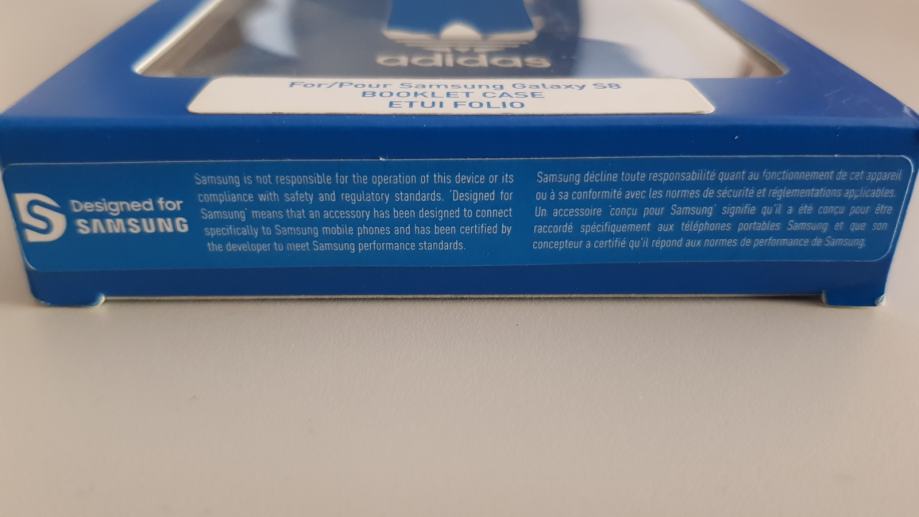 adidas
For/Pour Samsung Galaxy S8
BOOKLET CASE
ETUI FOLIO
Designed for
SAMSUNG
Samsung is not responsible for the operation of this device or its
compliance with safety and regulatory standards. 'Designed for
Samsung' means that an accessory has been designed to connect
specifically to Samsung mobile phones and has been certified by
the developer to meet Samsung performance standards.
Samsung décline toute responsabilité quant au fonctionnement de cet appareil
ou à sa conformité avec les normes de sécurité et réglementations applicables.
Un accessoire 'conçu pour Samsung' signifie qu'il a été conçu pour être
raccordé spécifiquement aux téléphones portables Samsung et que son
concepteur a certifié qu'il répond aux normes de performance de Samsung.